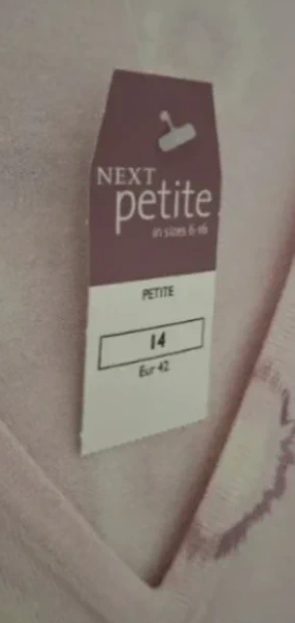 NEXT
petite
in sizes 6-16
PETITE
14
Eur 42